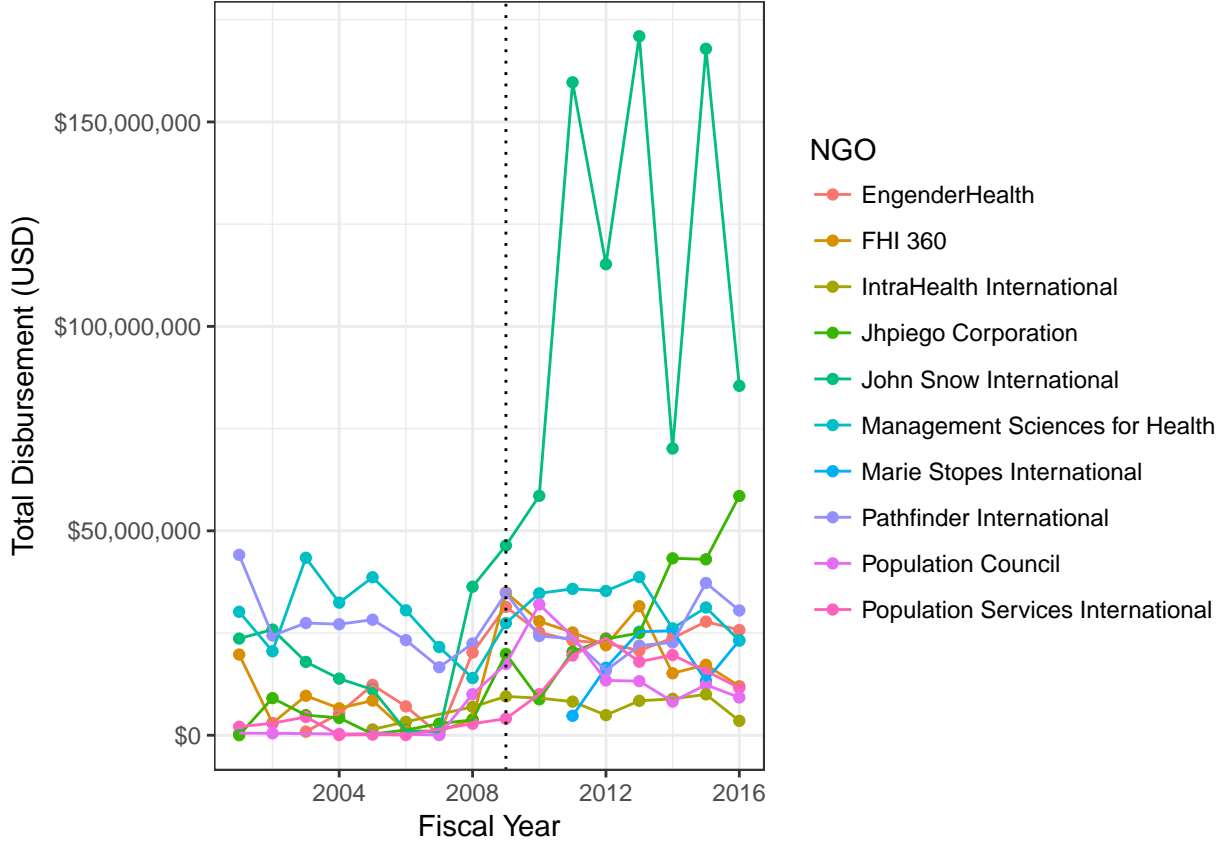 Total Disbursement (USD)
$150,000,000
$100,000,000
$50,000,000
$0
2004
2008
2012
2016
Fiscal Year
NGO
EngenderHealth
FHI 360
IntraHealth International
Jhpiego Corporation
John Snow International
Management Sciences for Health
Marie Stopes International
Pathfinder International
Population Council
Population Services International